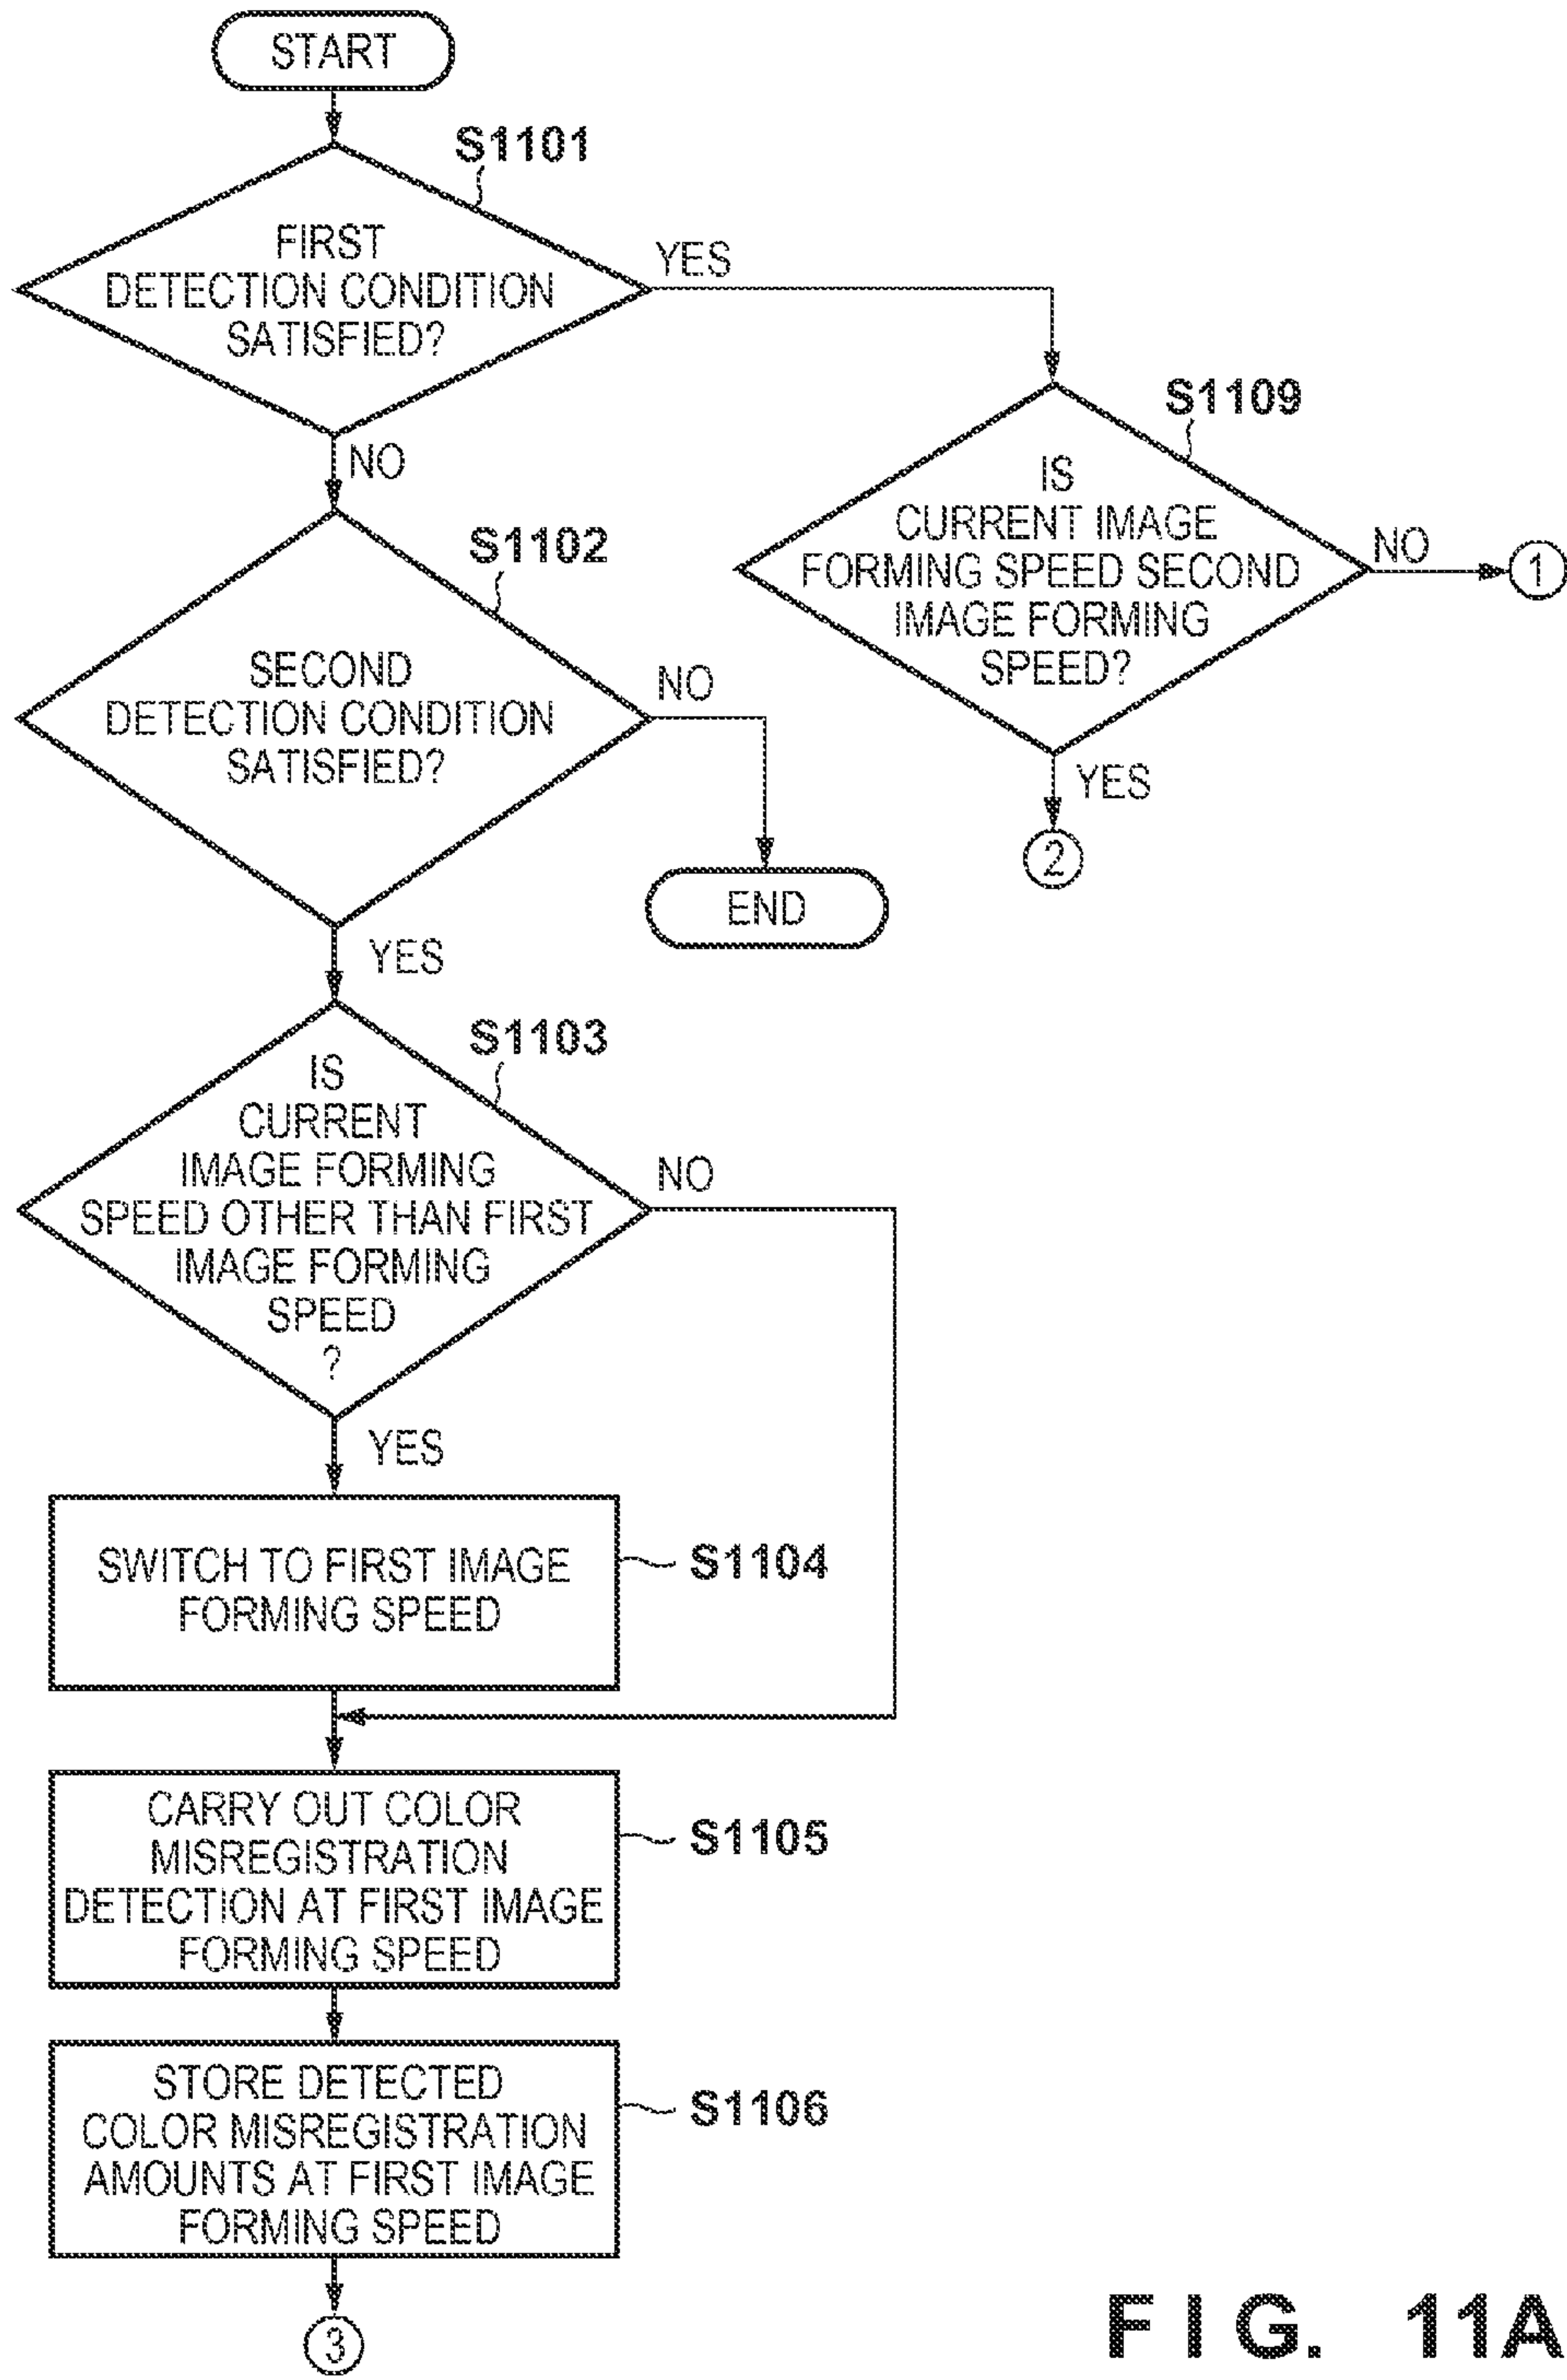 START
S1101
FIRST
DETECTION CONDITION
SATISFIED?
YES
NO
S1109
IS
CURRENT IMAGE
FORMING SPEED SECOND
IMAGE FORMING
SPEED?
NO
1
YES
2
S1102
SECOND
DETECTION CONDITION
SATISFIED?
NO
END
YES
S1103
IS
CURRENT
IMAGE FORMING
SPEED OTHER THAN FIRST
IMAGE FORMING
SPEED
?
NO
YES
SWITCH TO FIRST IMAGE
FORMING SPEED
S1104
CARRY OUT COLOR
MISREGISTRATION
DETECTION AT FIRST IMAGE
FORMING SPEED
S1105
STORE DETECTED
COLOR MISREGISTRATION
AMOUNTS AT FIRST IMAGE
FORMING SPEED
S1106
3
FIG. 11A